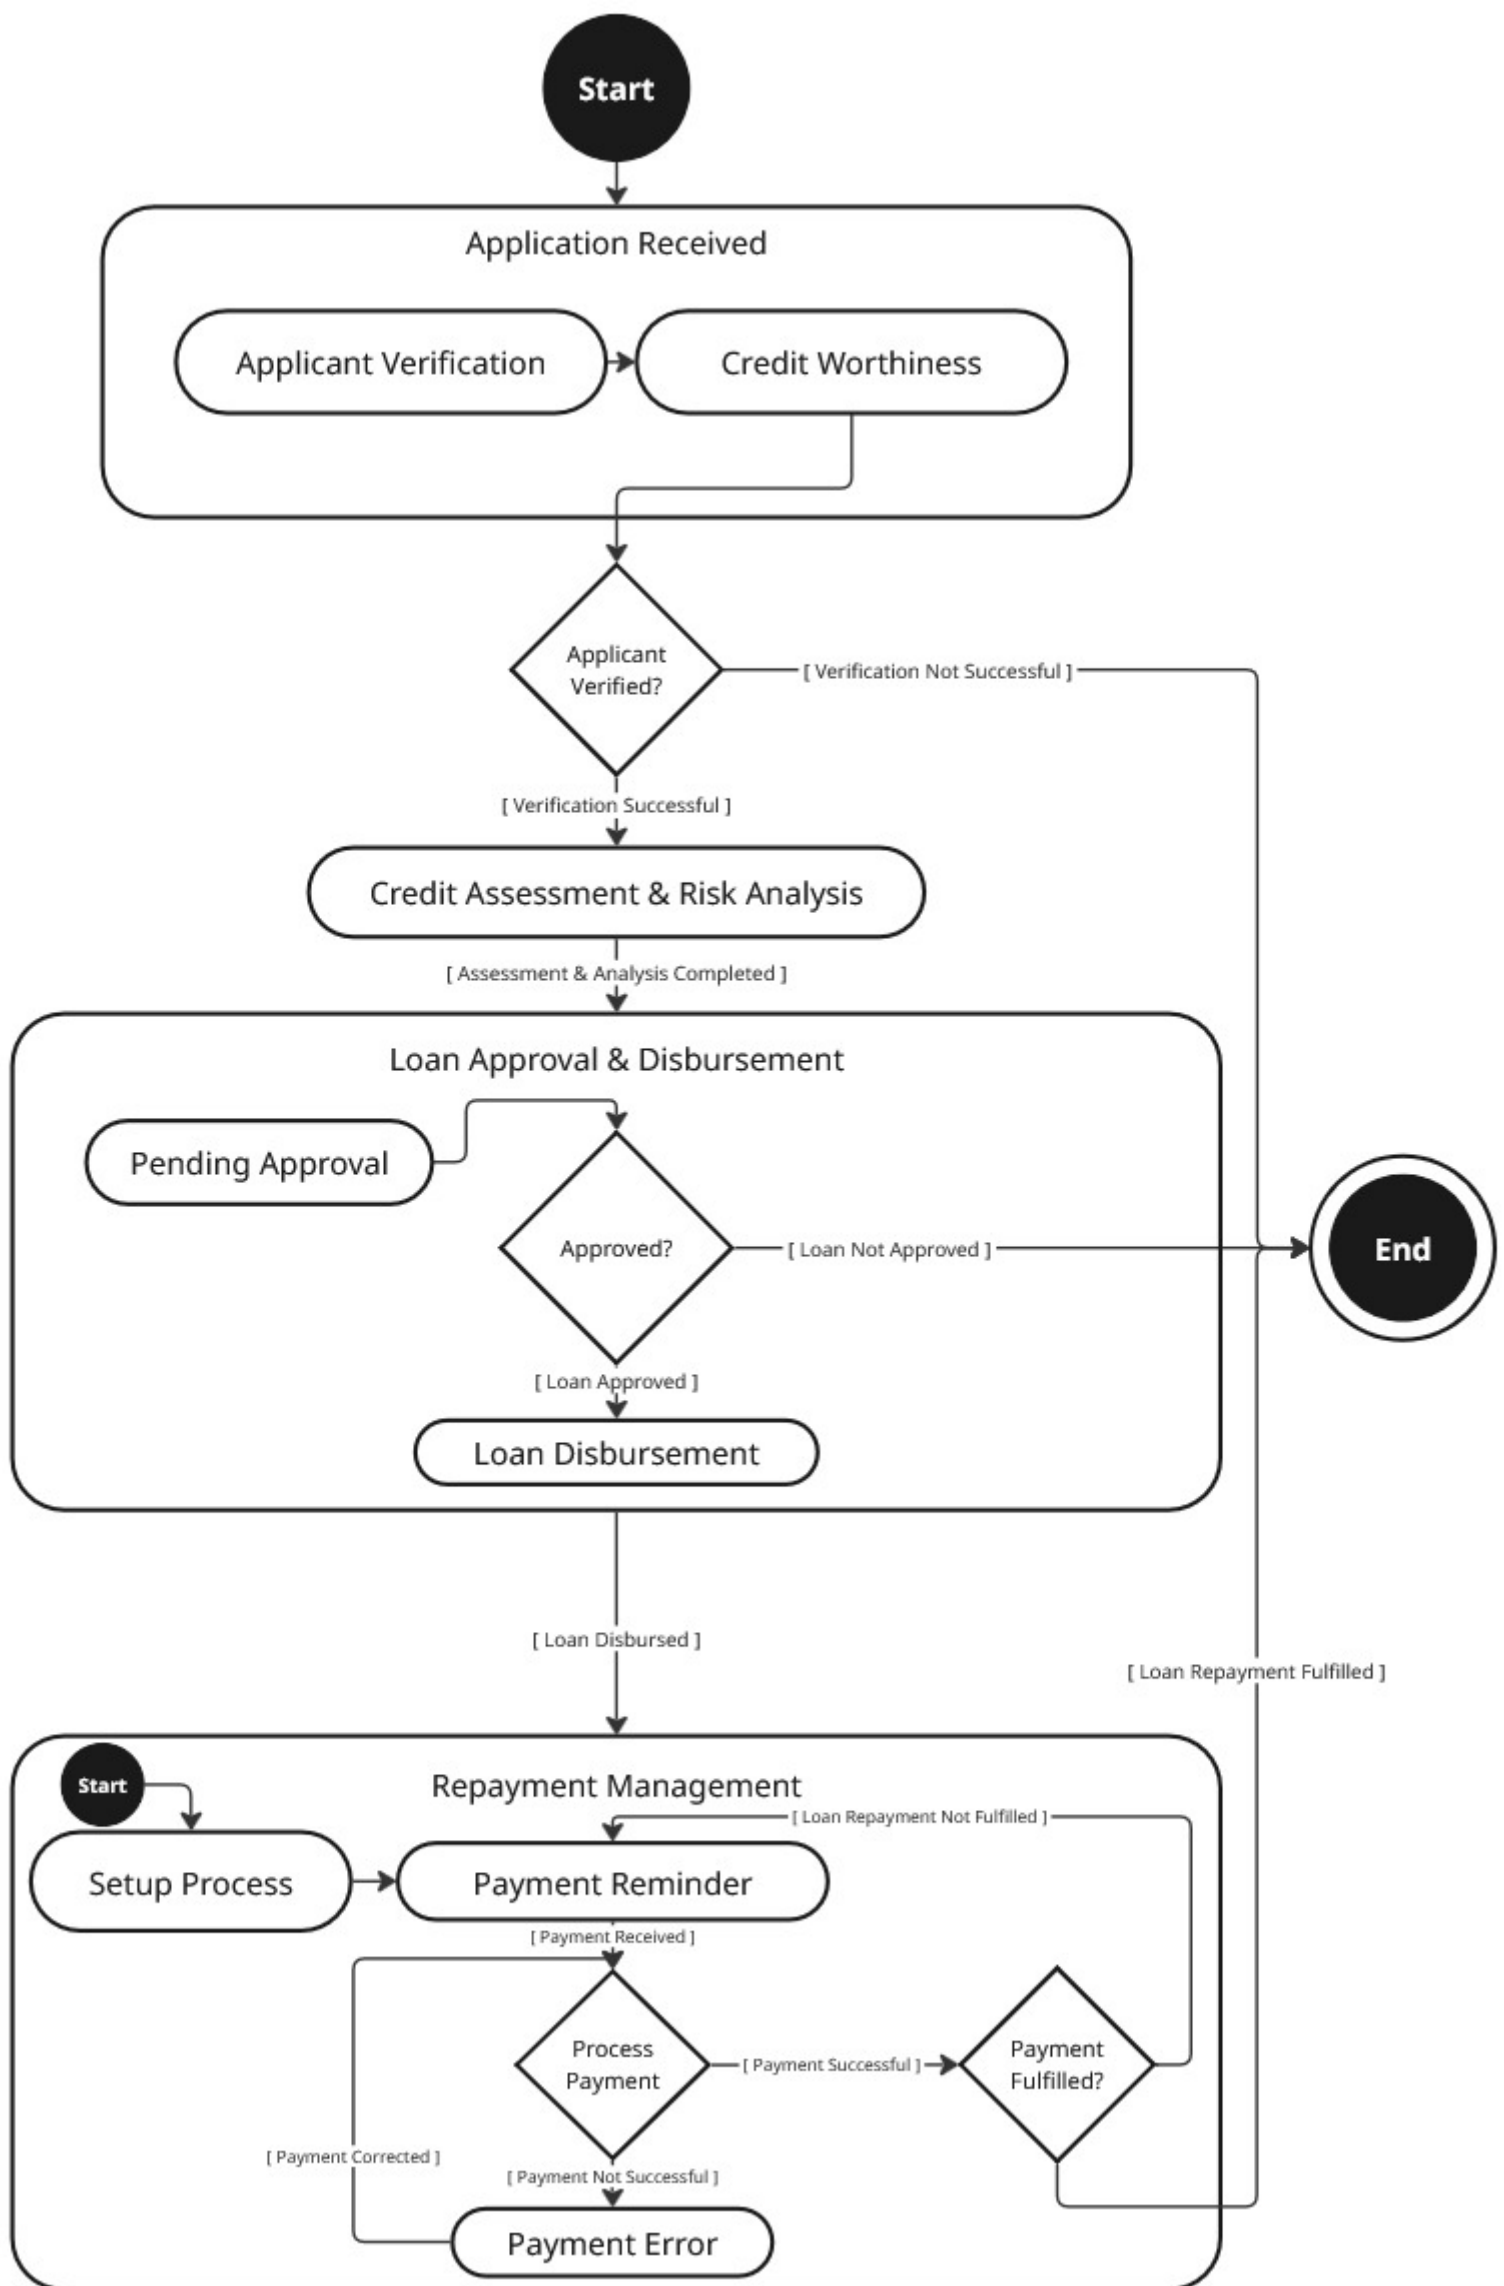 Start
Application Received
Applicant Verification
Credit Worthiness
Applicant
Verified?
[ Verification Not Successful ]
[ Verification Successful ]
Credit Assessment & Risk Analysis
[ Assessment & Analysis Completed ]
Loan Approval & Disbursement
Pending Approval
Approved?
[ Loan Not Approved ]
End
[ Loan Approved ]
Loan Disbursement
[ Loan Disbursed ]
[ Loan Repayment Fulfilled ]
Start
Repayment Management
[ Loan Repayment Not Fulfilled ]
Setup Process
Payment Reminder
[ Payment Received ]
Process
Payment
[ Payment Successful ]
Payment
Fulfilled?
[ Payment Corrected ]
[ Payment Not Successful ]
Payment Error